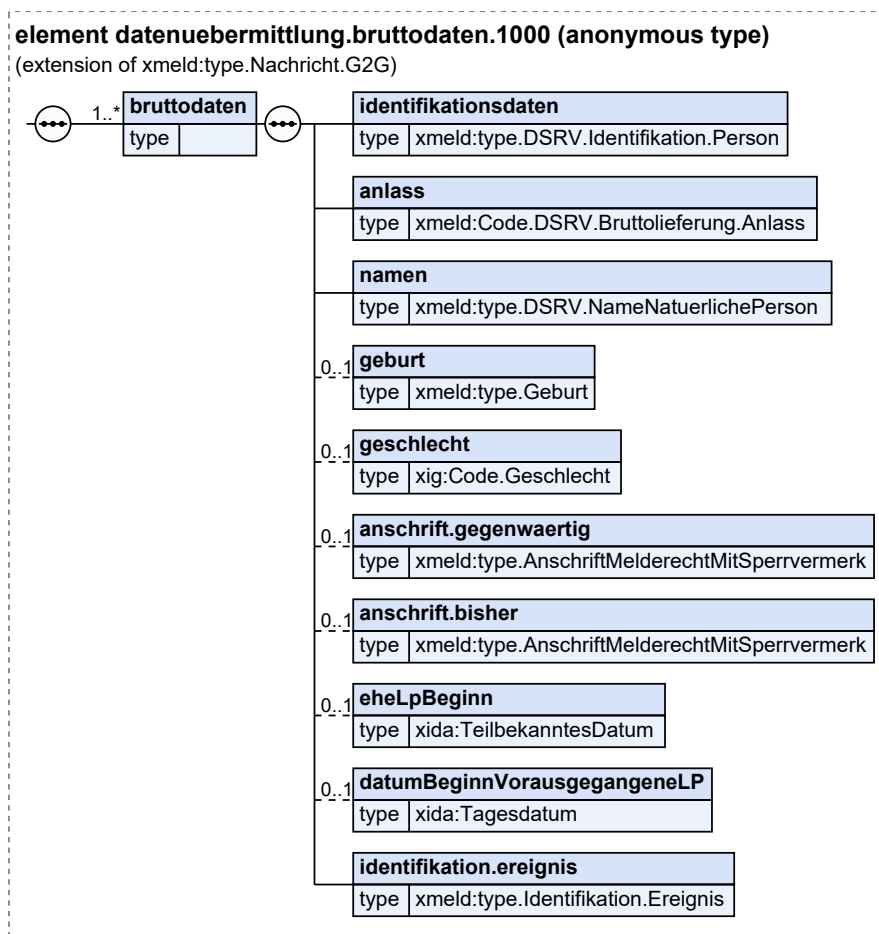 element datenuebermittlung.bruttodaten.1000 (anonymous type)
(extension of xmeld:type.Nachricht.G2G)
1..*
bruttodaten
type
identifikationsdaten
type xmeld:type.DSRV.Identifikation.Person
anlass
type xmeld:Code.DSRV.Bruttolieferung.Anlass
namen
type xmeld:type.DSRV.NameNatuerlichePerson
0..1
geburt
type xmeld:type.Geburt
0..1
geschlecht
type xig:Code.Geschlecht
0..1
anschrift.gegenwaertig
type xmeld:type.AnschriftMelderechtMitSperrvermerk
0..1
anschrift.bisher
type xmeld:type.AnschriftMelderechtMitSperrvermerk
0..1
eheLpBeginn
type xida:TeilbekanntesDatum
0..1
datumBeginnVorausgegangeneLP
type xida:Tagesdatum
identifikation.ereignis
type xmeld:type.Identifikation.Ereignis